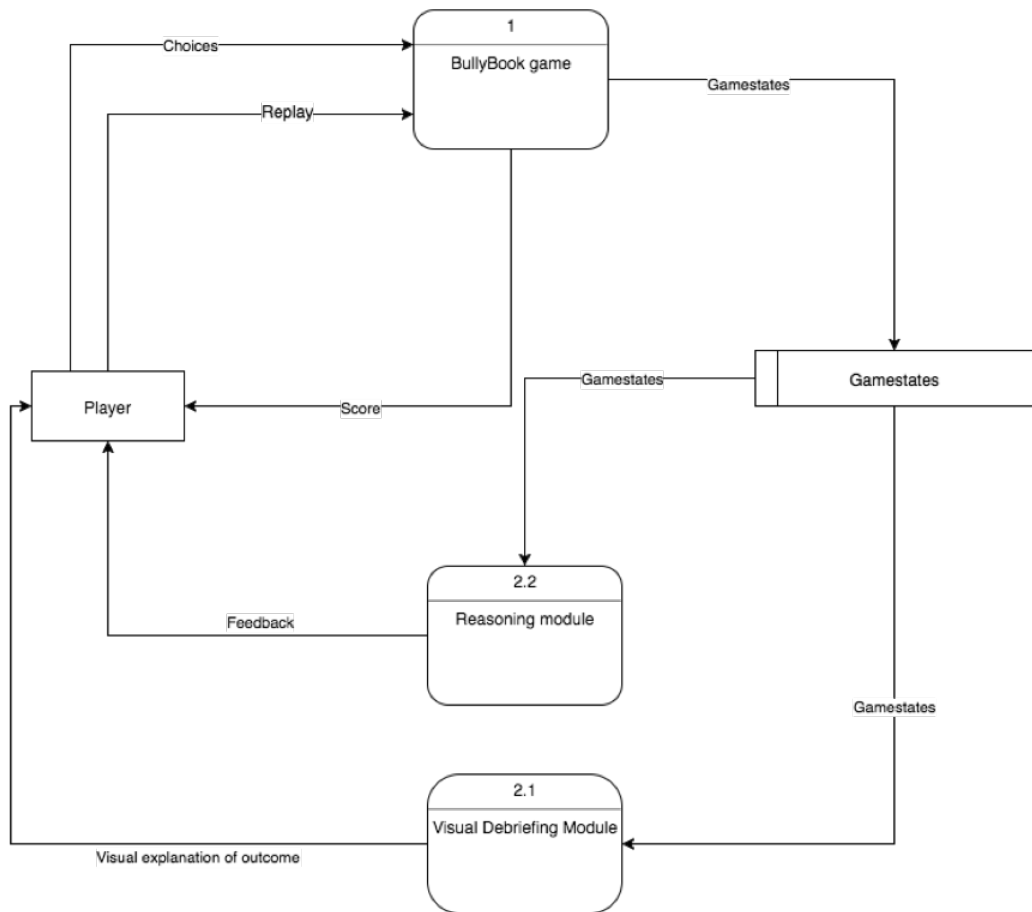 1
Choices
BullyBook game
Gamestates
Replay
Gamestates
Gamestates
Player
Score
2.2
Reasoning module
Feedback
Gamestates
2.1
Visual Debriefing Module
Visual explanation of outcome